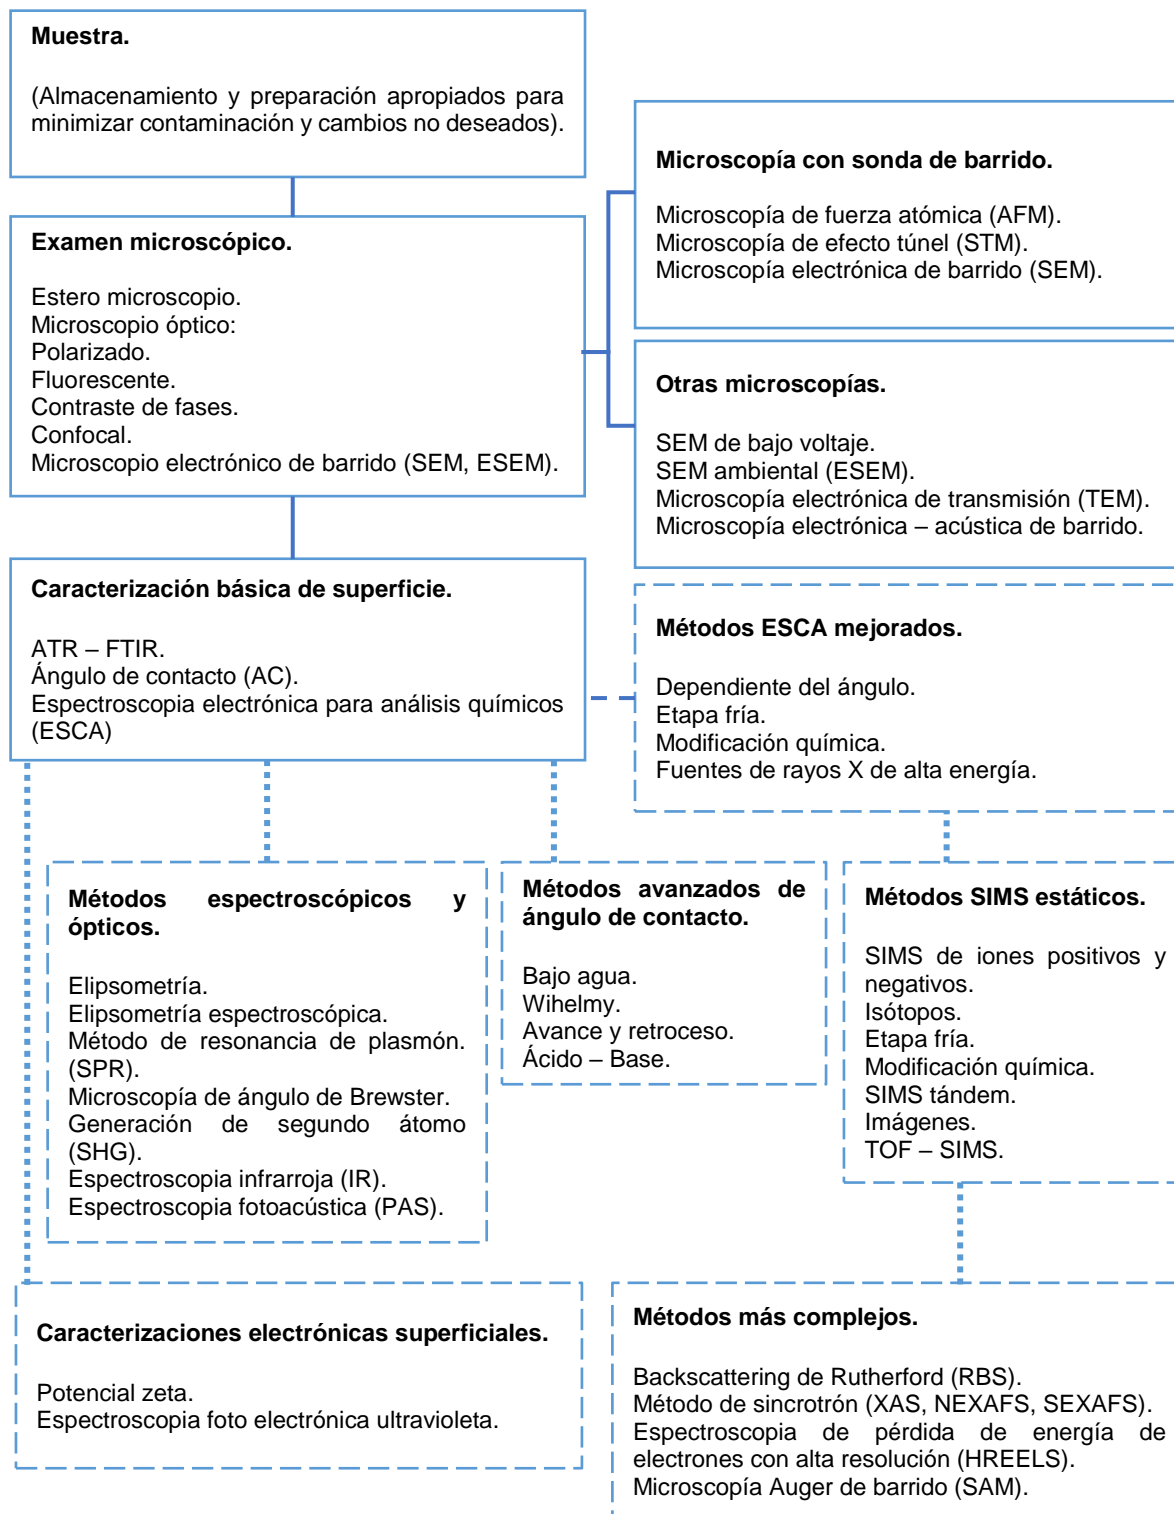 Muestra.
(Almacenamiento y preparación apropiados para
minimizar contaminación y cambios no deseados).
Examen microscópico.
Estero microscopio.
Microscopio óptico:
Polarizado.
Fluorescente.
Contraste de fases.
Confocal.
Microscopio electrónico de barrido (SEM, ESEM).
Microscopía con sonda de barrido.
Microscopía de fuerza atómica (AFM).
Microscopía de efecto túnel (STM).
Microscopía electrónica de barrido (SEM).
Otras microscopías.
SEM de bajo voltaje.
SEM ambiental (ESEM).
Microscopía electrónica de transmisión (TEM).
Microscopía electrónica – acústica de barrido.
Caracterización básica de superficie.
ATR – FTIR.
Ángulo de contacto (AC).
Espectroscopia electrónica para análisis químicos
(ESCA)
Métodos ESCA mejorados.
Dependiente del ángulo.
Etapa fría.
Modificación química.
Fuentes de rayos X de alta energía.
Métodos espectroscópicos y
ópticos.
Elipsometría.
Elipsometría espectroscópica.
Método de resonancia de plasmón.
(SPR).
Microscopía de ángulo de Brewster.
Generación de segundo átomo
(SHG).
Espectroscopia infrarroja (IR).
Espectroscopia fotoacústica (PAS).
Métodos avanzados de
ángulo de contacto.
Bajo agua.
Wihelmy.
Avance y retroceso.
Ácido – Base.
Métodos SIMS estáticos.
SIMS de iones positivos y
negativos.
Isótopos.
Etapa fría.
Modificación química.
SIMS tándem.
Imágenes.
TOF – SIMS.
Caracterizaciones electrónicas superficiales.
Potencial zeta.
Espectroscopia foto electrónica ultravioleta.
Métodos más complejos.
Backscattering de Rutherford (RBS).
Método de sincrotrón (XAS, NEXAFS, SEXAFS).
Espectroscopia de pérdida de energía de
electrones con alta resolución (HREELS).
Microscopía Auger de barrido (SAM).